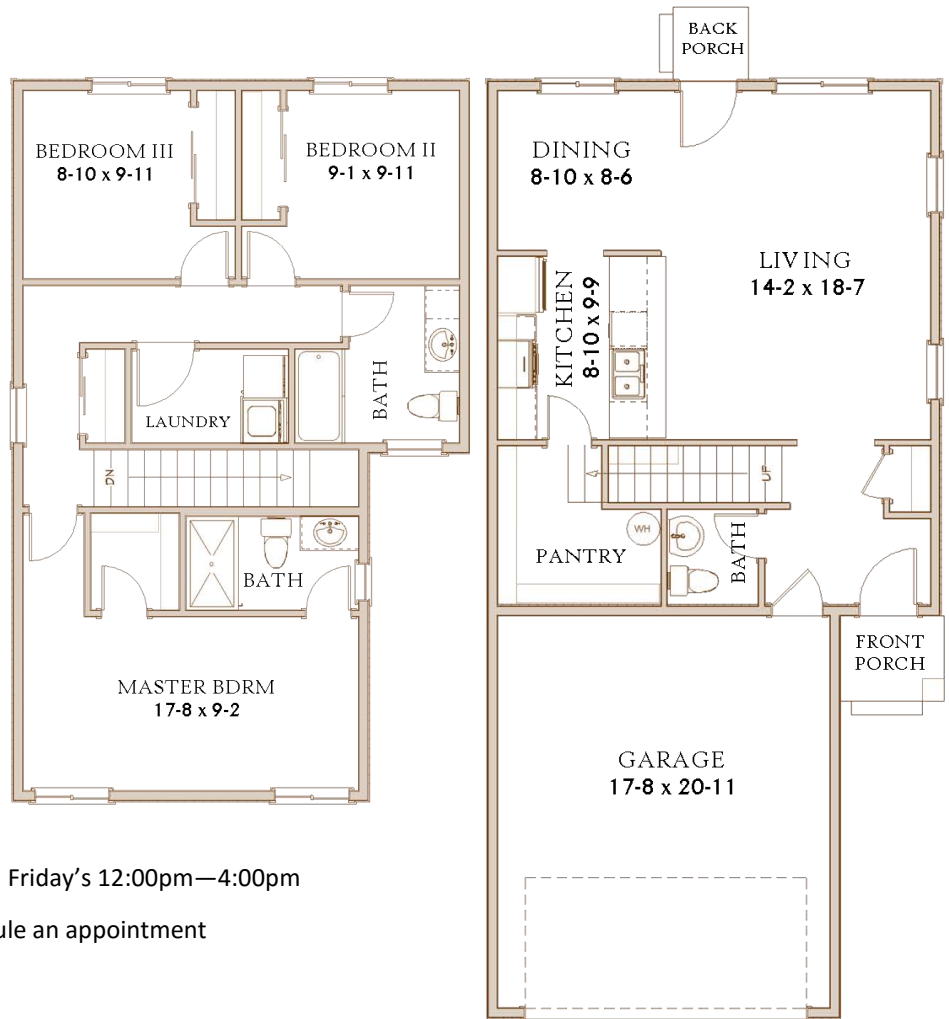 BEDROOM III
8-10 x 9-11
BEDROOM II
9-1 x 9-11
LAUNDRY
BATH
DN
BATH
MASTER BDRM
17-8 x 9-2
BACK
PORCH
DINING
8-10 x 8-6
LIVING
14-2 x 18-7
KITCHEN
8-10 x 9-9
UP
WH
PANTRY
BATH
FRONT
PORCH
GARAGE
17-8 x 20-11
Friday’s 12:00pm—4:00pm
ule an appointment